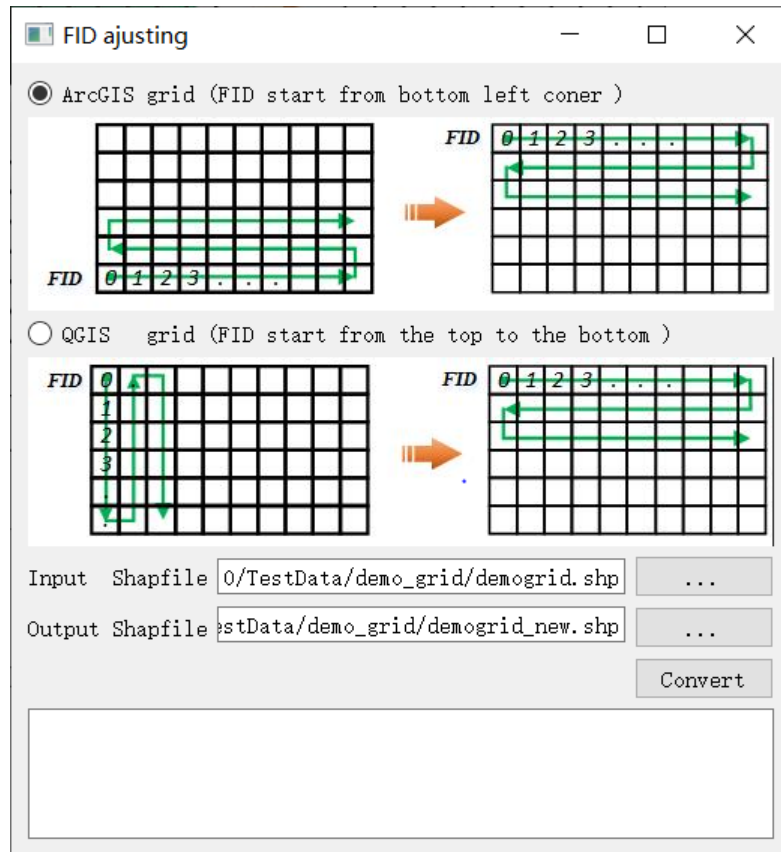 FID ajusting
ArcGIS grid (FID start from bottom left coner )
FID 0 1 2 3 . . .
FID 0 1 2 3 . . .
QGIS grid (FID start from the top to the bottom )
FID 0
1
2
3
.
.
FID 0 1 2 3 . . .
Input Shapfile 0/TestData/demo_grid/demogrid.shp ...
Output Shapfile estData/demo_grid/demogrid_new.shp ...
Convert